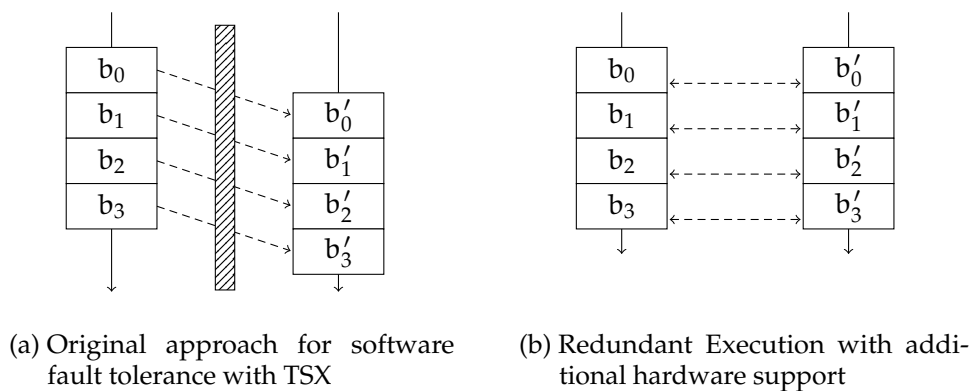 b₀
b₁
b₂
b₃
b′₀
b′₁
b′₂
b′₃
(a) Original approach for software
fault tolerance with TSX
b₀
b₁
b₂
b₃
b′₀
b′₁
b′₂
b′₃
(b) Redundant Execution with addi-
tional hardware support